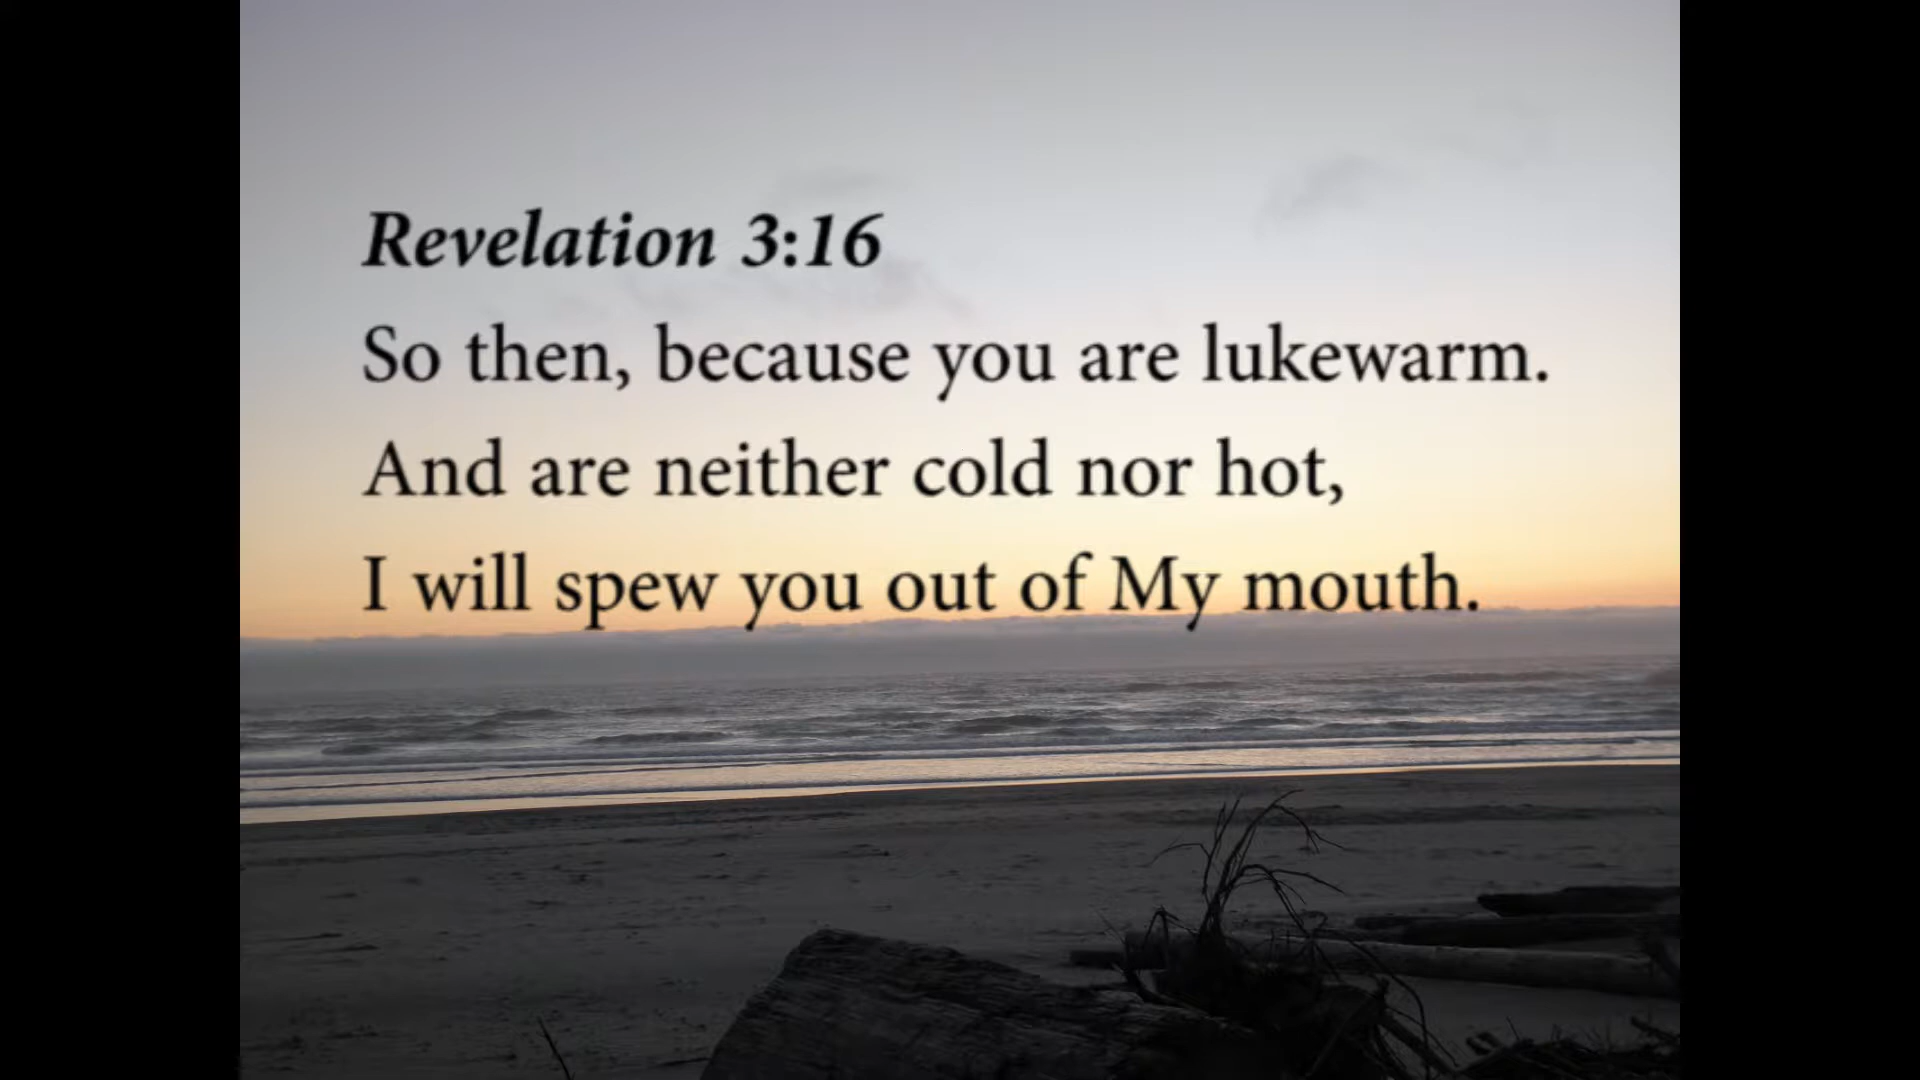 Revelation 3:16
So then, because you are lukewarm.
And are neither cold nor hot,
I will spew you out of My mouth.